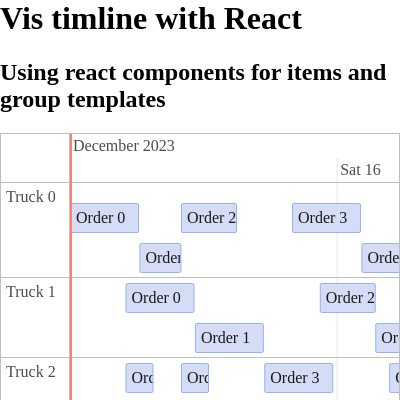 Vis timline with React
Using react components for items and
group templates
December 2023
Sat 16
Truck 0
Order 0
Order 2
Order 3
Order
Orde
Truck 1
Order 0
Order 2
Order 1
Or
Truck 2
Ord
Ord
Order 3